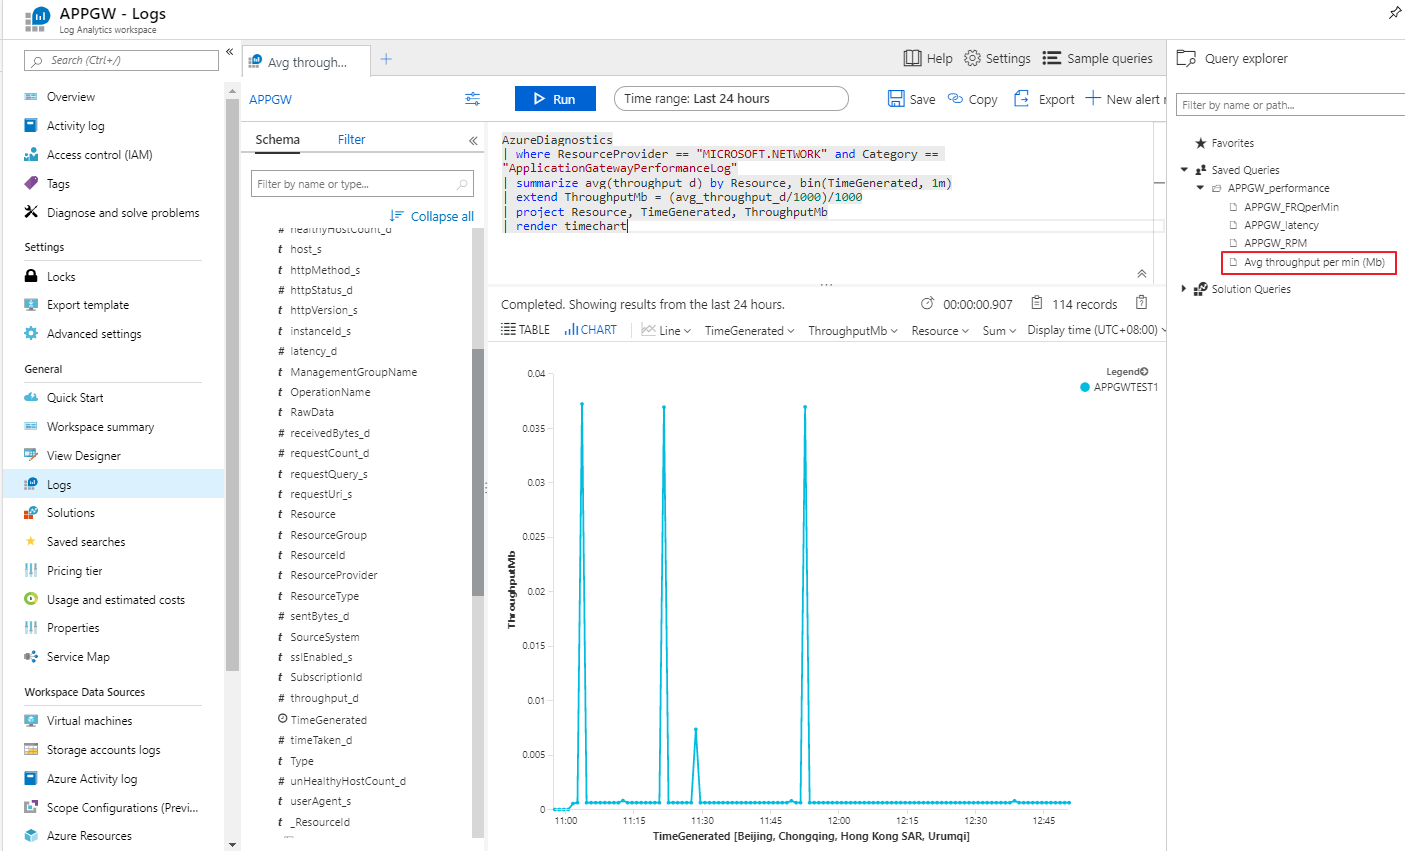 APPGW - Logs
Log Analytics workspace
Search (Ctrl+/)
Overview
Activity log
Access control (IAM)
Tags
Diagnose and solve problems
Settings
Locks
Export template
Advanced settings
General
Quick Start
Workspace summary
View Designer
Logs
Solutions
Saved searches
Pricing tier
Usage and estimated costs
Properties
Service Map
Workspace Data Sources
Virtual machines
Storage accounts logs
Azure Activity log
Scope Configurations (Previ...
Azure Resources
Avg through...
Help
Settings
Sample queries
APPGW
Run
Time range: Last 24 hours
Save
Copy
Export
New alert r
Schema
Filter
Filter by name or type...
Collapse all
# healthyHostCount_d
t host_s
t httpMethod_s
# httpStatus_d
t httpVersion_s
t instanceId_s
# latency_d
t ManagementGroupName
t OperationName
t RawData
# receivedBytes_d
# requestCount_d
t requestQuery_s
t requestUri_s
t Resource
t ResourceGroup
t ResourceId
t ResourceProvider
t ResourceType
# sentBytes_d
t SourceSystem
t sslEnabled_s
t SubscriptionId
# throughput_d
TimeGenerated
# timeTaken_d
t Type
# unHealthyHostCount_d
t userAgent_s
t _ResourceId
AzureDiagnostics
| where ResourceProvider == "MICROSOFT.NETWORK" and Category ==
"ApplicationGatewayPerformanceLog"
| summarize avg(throughput_d) by Resource, bin(TimeGenerated, 1m)
| extend ThroughputMb = (avg_throughput_d/1000)/1000
| project Resource, TimeGenerated, ThroughputMb
| render timechart
Completed. Showing results from the last 24 hours.
00:00:00.907
114 records
TABLE
CHART
Line
TimeGenerated
ThroughputMb
Resource
Sum
Display time (UTC+08:00)
Legend
APPGWTEST1
0.04
0.035
0.03
0.025
0.02
0.015
0.01
0.005
0
ThroughputMb
11:00
11:15
11:30
11:45
12:00
12:15
12:30
12:45
TimeGenerated [Beijing, Chongqing, Hong Kong SAR, Urumqi]
Query explorer
Filter by name or path...
Favorites
Saved Queries
APPGW_performance
APPGW_FRQperMin
APPGW_latency
APPGW_RPM
Avg throughput per min (Mb)
Solution Queries